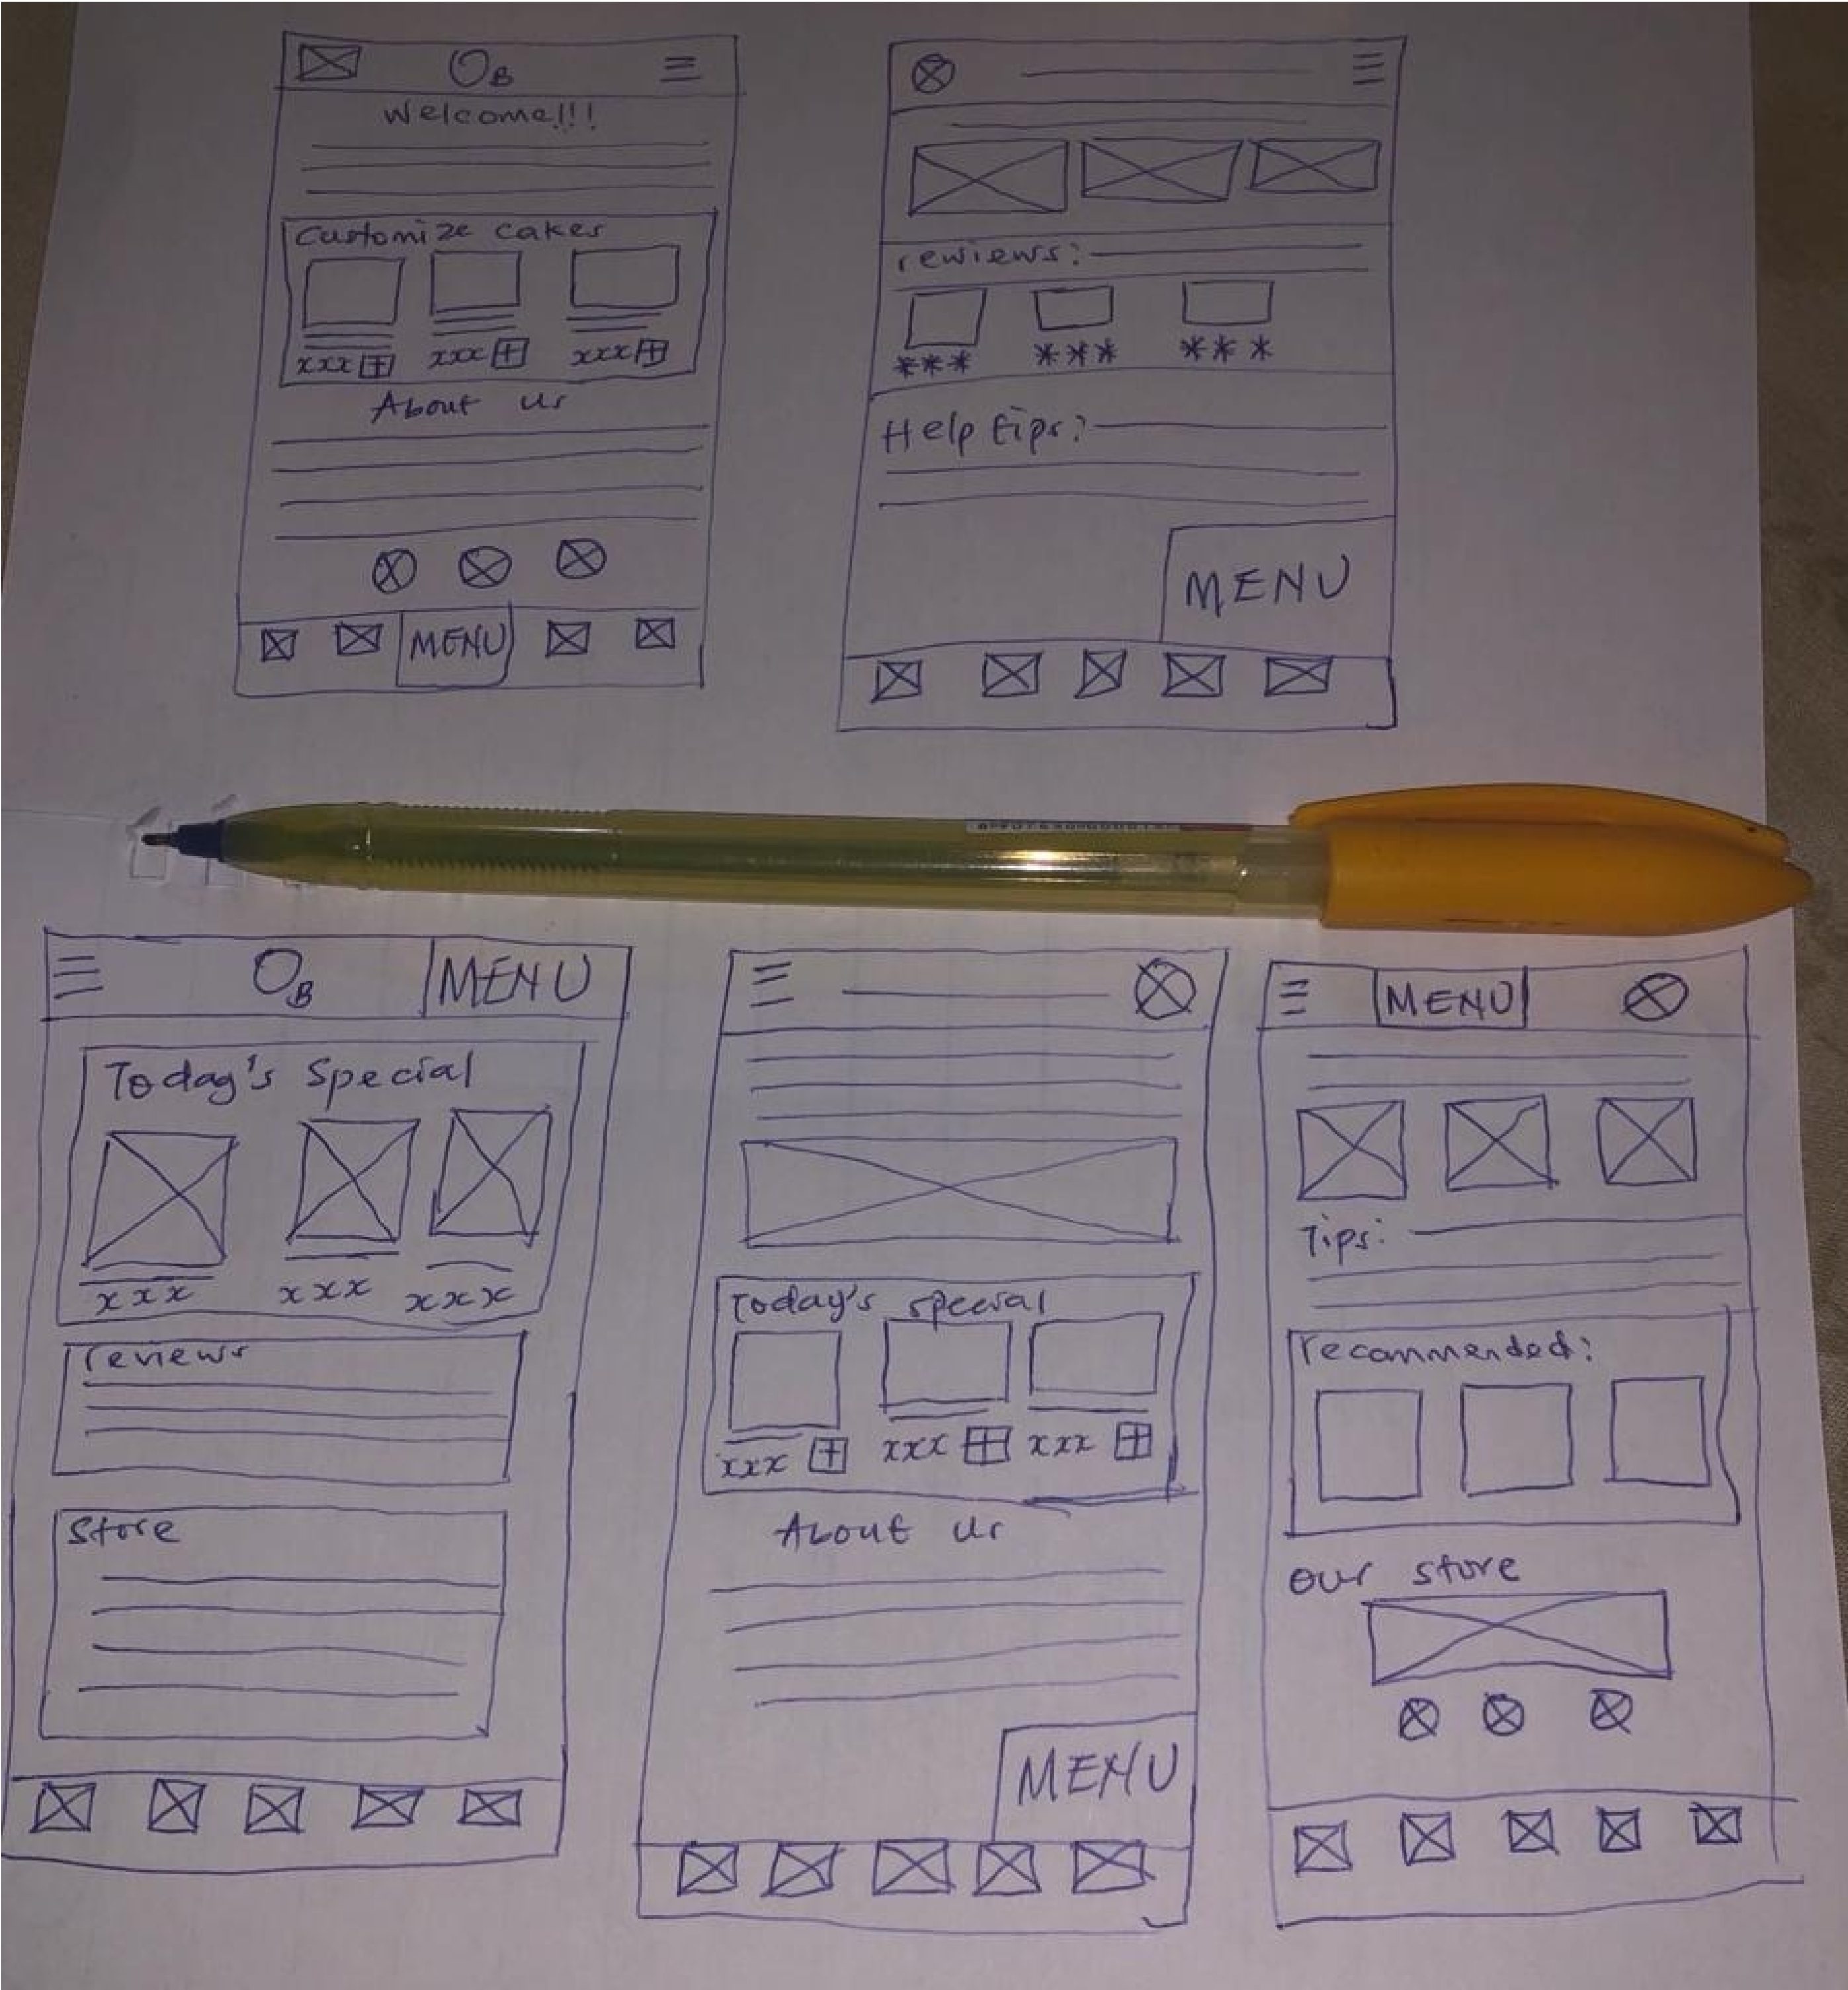 OB
Welcome!!!
Customize cakes
xxx xxx xxx
About us
MENU
rewiews:
*** *** ***
Help tips:
MENU
OB
MENU
Today's Special
xxx xxx xxx
reviews
Store
Today's special
xxx xxx xxx
About us
MENU
MENU
Tips:
recommended:
our store